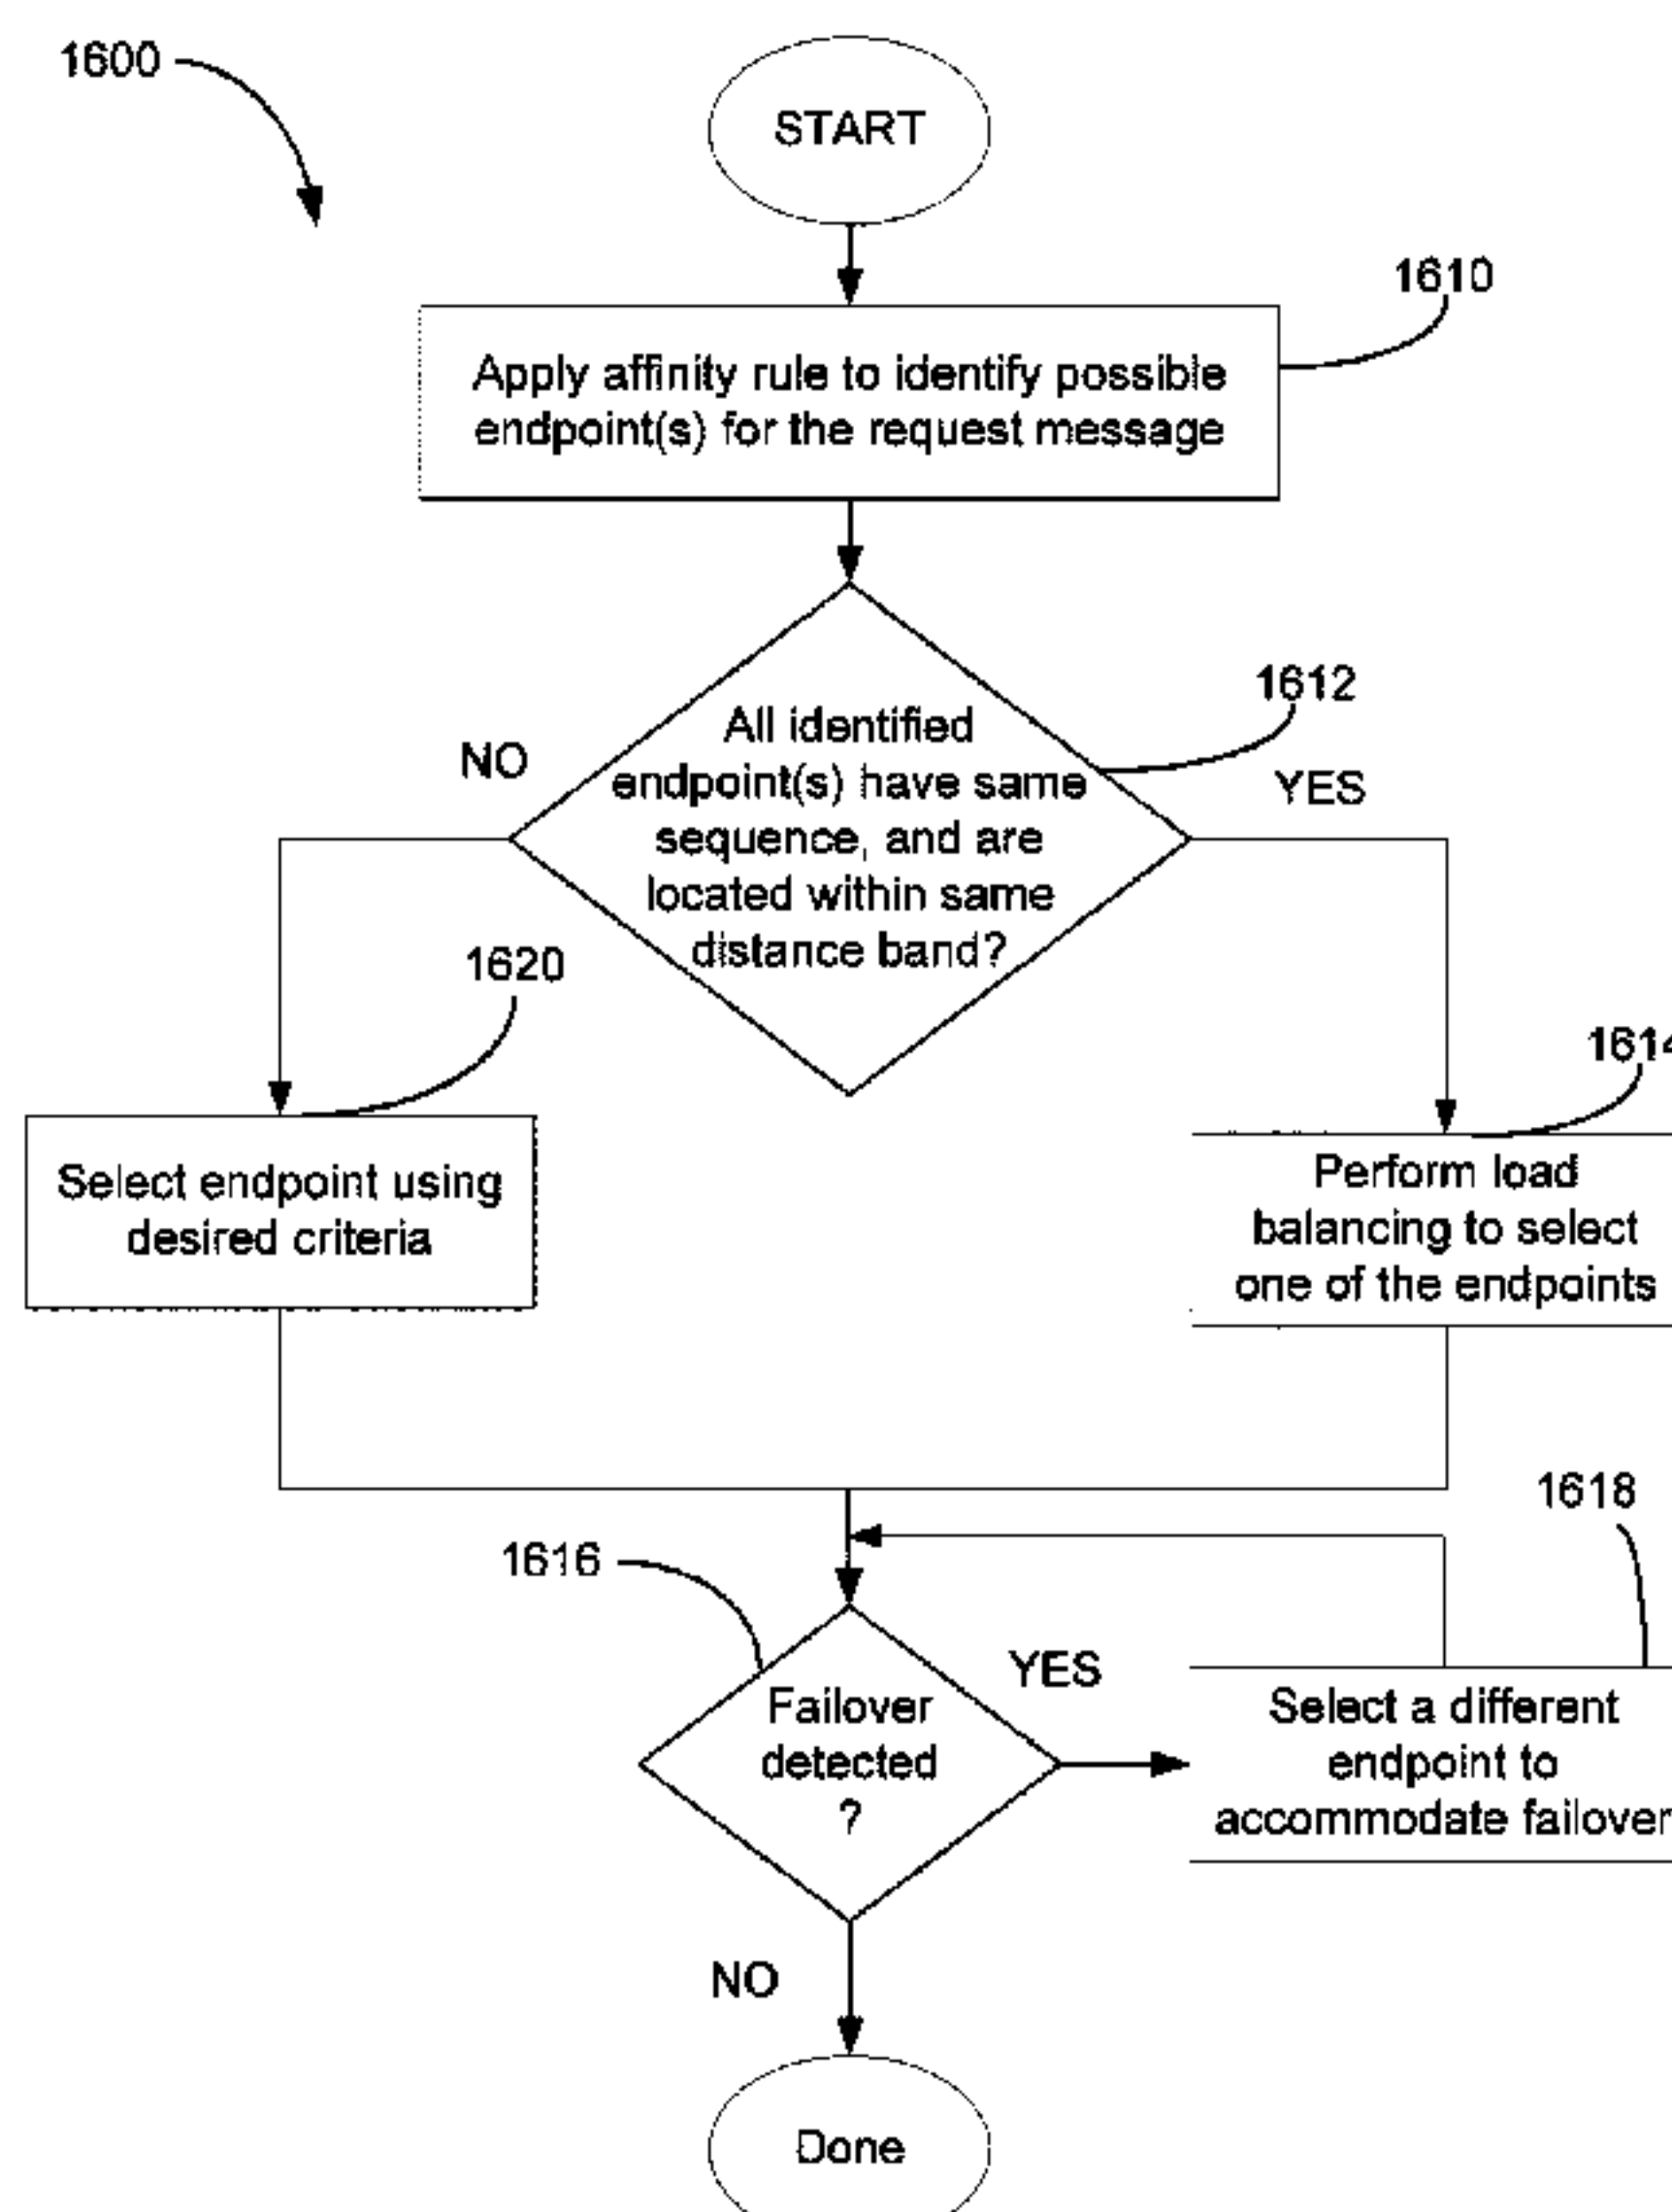 1600
START
1610
Apply affinity rule to identify possible
endpoint(s) for the request message
1612
NO
All identified
endpoint(s) have same
sequence, and are
located within same
distance band?
YES
1620
1614
Select endpoint using
desired criteria
Perform load
balancing to select
one of the endpoints
1618
1616
YES
Failover
detected
?
Select a different
endpoint to
accommodate failover
NO
Done